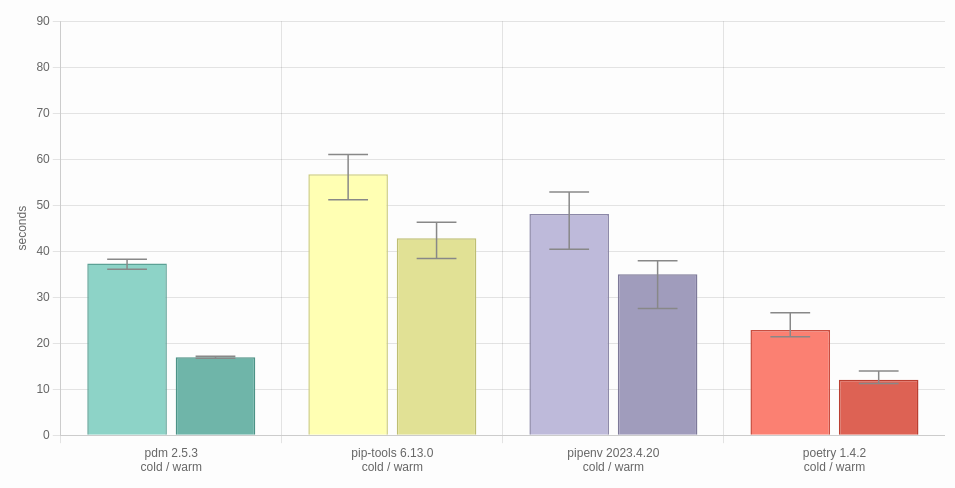 90
80
70
60
50
40
30
20
10
0
seconds
pdm 2.5.3
cold / warm
pip-tools 6.13.0
cold / warm
pipenv 2023.4.20
cold / warm
poetry 1.4.2
cold / warm